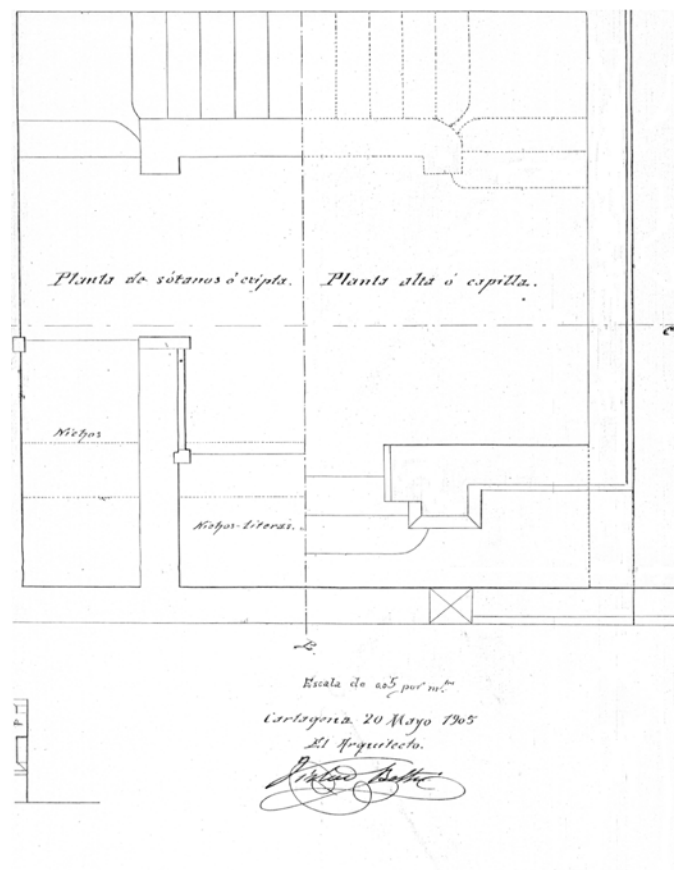 Planta de sótanos ó cripta.
Planta alta ó capilla.
C
Nichos
Nichos-literas.
Escala de 0'05 por m.
Cartagena 20 Mayo 1905
El Arquitecto.